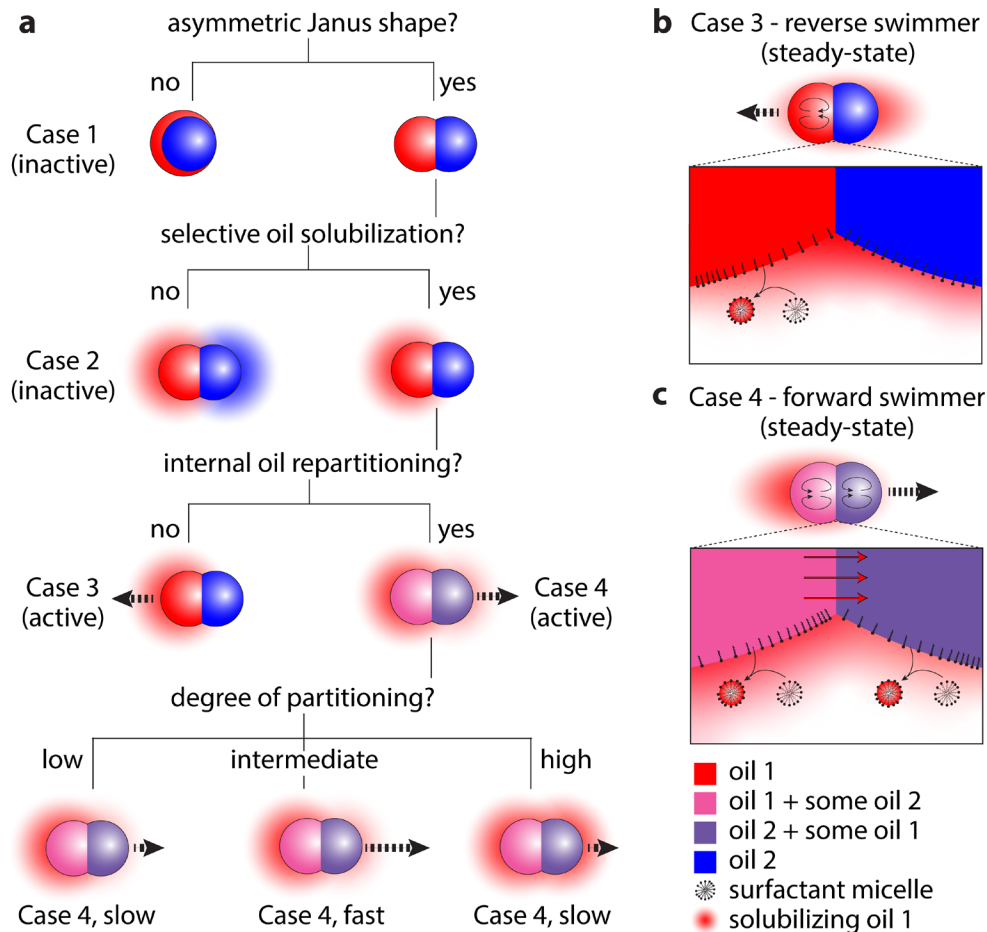 a
asymmetric Janus shape?
no
yes
Case 1
(inactive)
selective oil solubilization?
no
yes
Case 2
(inactive)
internal oil repartitioning?
no
yes
Case 3
(active)
Case 4
(active)
degree of partitioning?
low
intermediate
high
Case 4, slow
Case 4, fast
Case 4, slow
b
Case 3 - reverse swimmer
(steady-state)
c
Case 4 - forward swimmer
(steady-state)
oil 1
oil 1 + some oil 2
oil 2 + some oil 1
oil 2
surfactant micelle
solubilizing oil 1